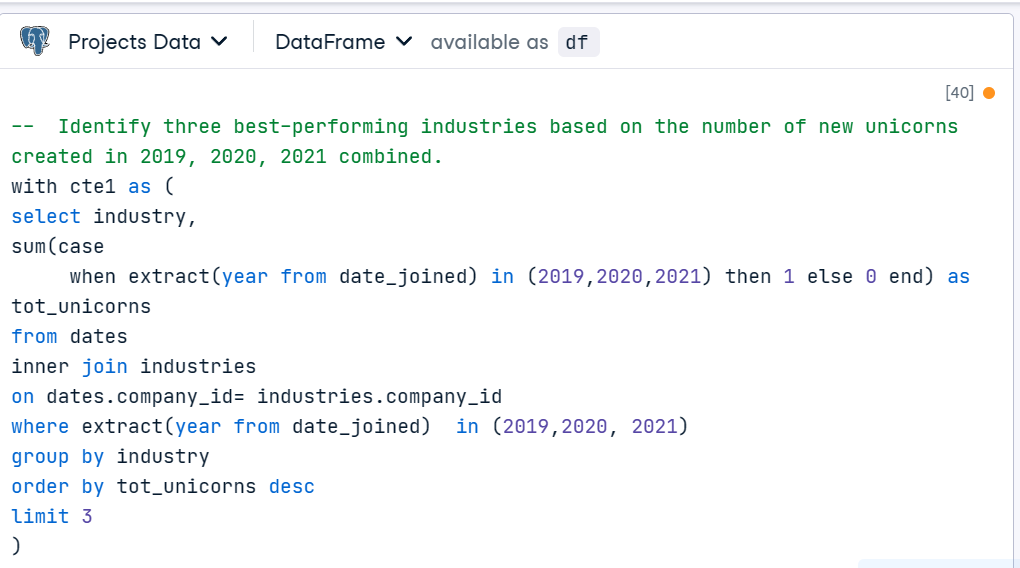 Projects Data DataFrame available as df
[40]
-- Identify three best-performing industries based on the number of new unicorns
created in 2019, 2020, 2021 combined.
with cte1 as (
select industry,
sum(case
     when extract(year from date_joined) in (2019,2020,2021) then 1 else 0 end) as
tot_unicorns
from dates
inner join industries
on dates.company_id= industries.company_id
where extract(year from date_joined)  in (2019,2020, 2021)
group by industry
order by tot_unicorns desc
limit 3
)